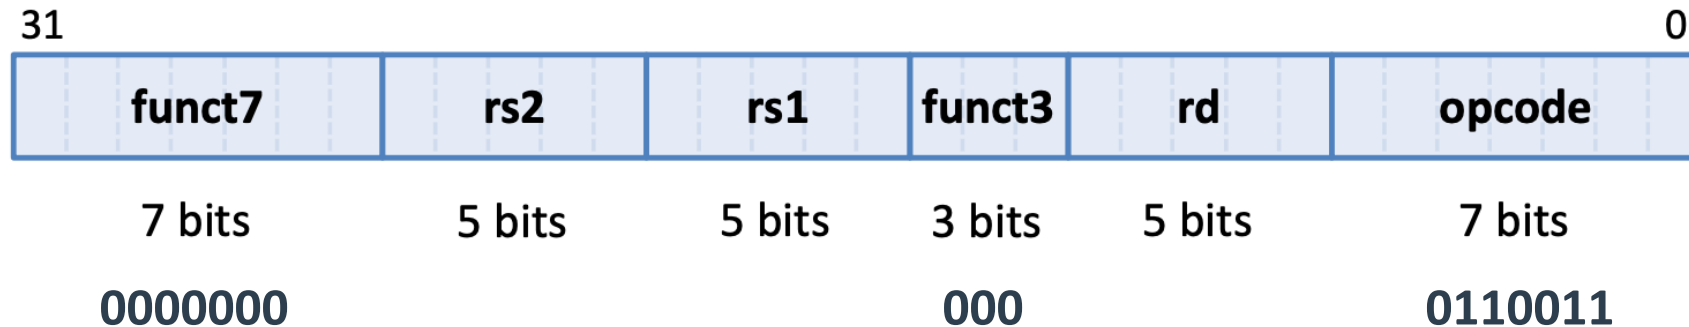 31 0
funct7 rs2 rs1 funct3 rd opcode
7 bits 5 bits 5 bits 3 bits 5 bits 7 bits
0000000 000 0110011